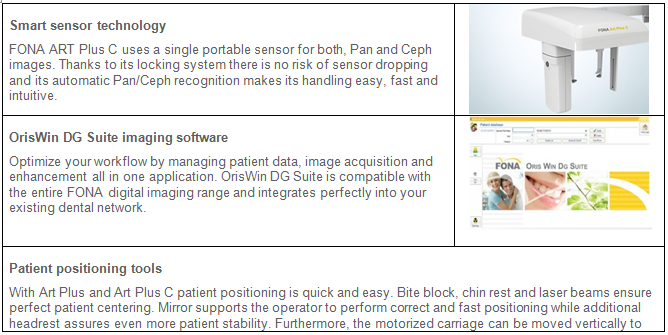 Smart sensor technology
FONA ART Plus C uses a single portable sensor for both, Pan and Ceph
images. Thanks to its locking system there is no risk of sensor dropping
and its automatic Pan/Ceph recognition makes its handling easy, fast and
intuitive.
FONA Art Plus C
OrisWin DG Suite imaging software
Optimize your workflow by managing patient data, image acquisition and
enhancement all in one application. OrisWin DG Suite is compatible with
the entire FONA digital imaging range and integrates perfectly into your
existing dental network.
Patient database
FONA ORIS WIN DG SUITE
Patient positioning tools
With Art Plus and Art Plus C patient positioning is quick and easy. Bite block, chin rest and laser beams ensure
perfect patient centering. Mirror supports the operator to perform correct and fast positioning while additional
headrest assures even more patient stability. Furthermore, the motorized carriage can be moved vertically to